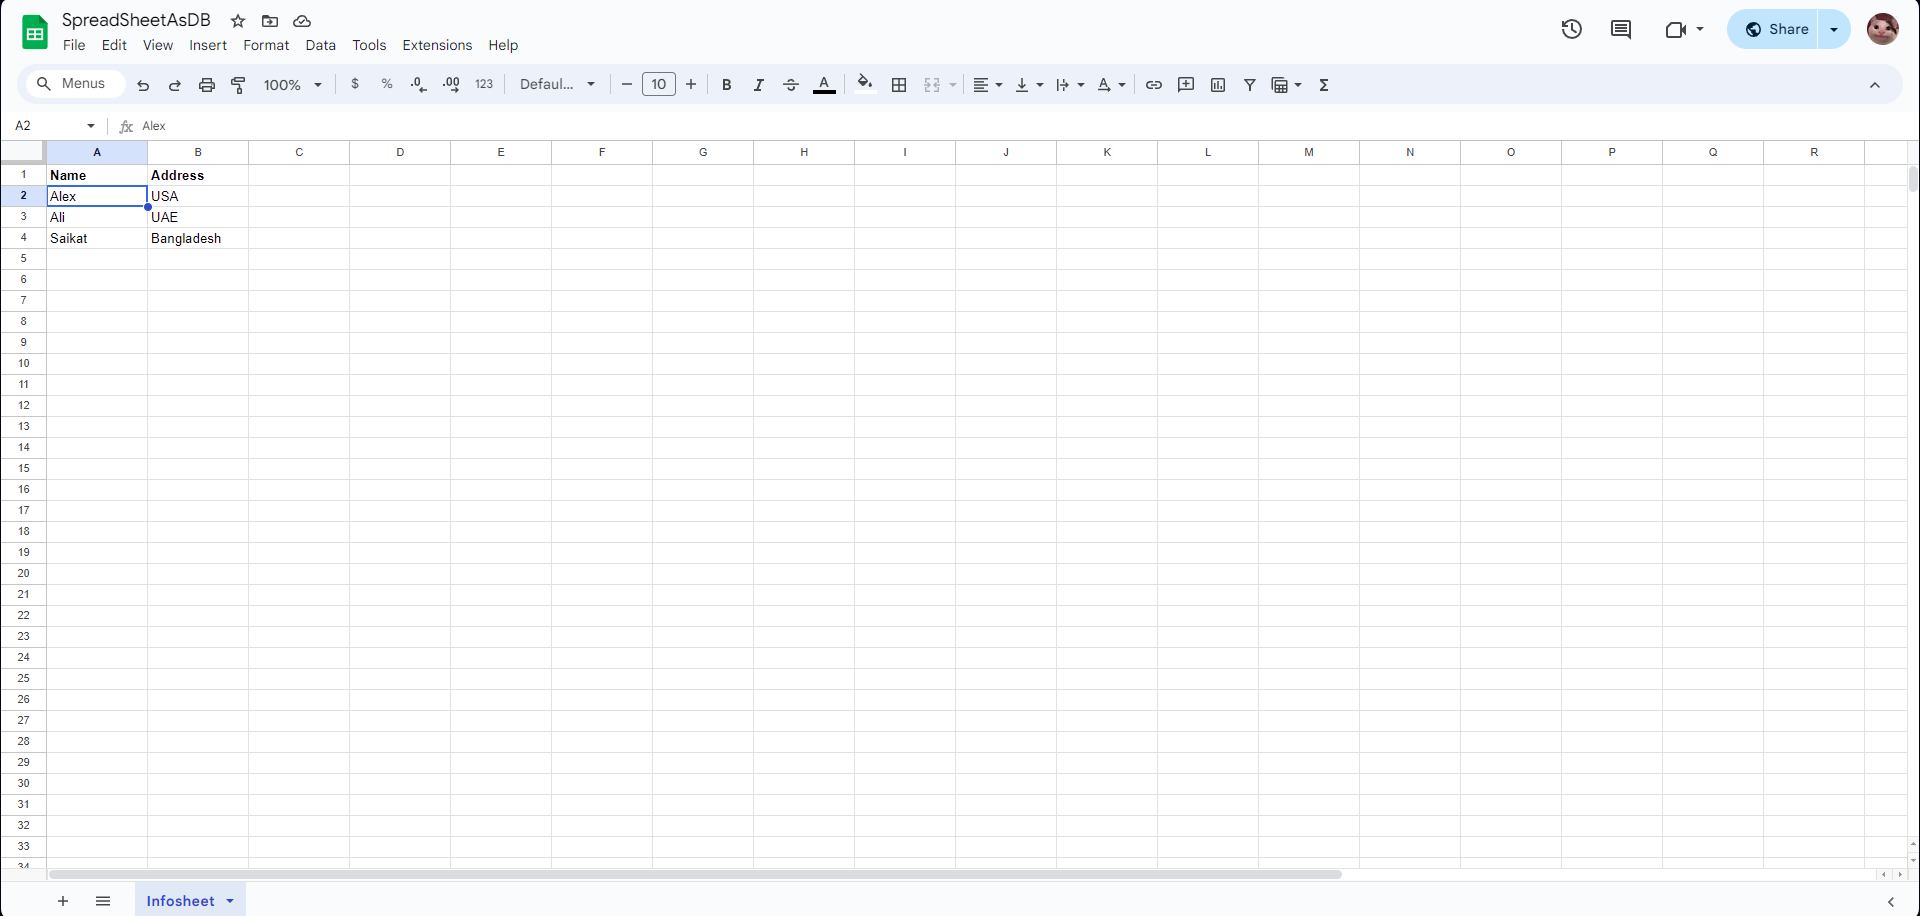 SpreadSheetAsDB
File Edit View Insert Format Data Tools Extensions Help
Share
Menus 100% $ % .0 .00 123 Defaul... 10 B I A
A2 fx Alex
A B C D E F G H I J K L M N O P Q R
1 Name Address
2 Alex USA
3 Ali UAE
4 Saikat Bangladesh
5
6
7
8
9
10
11
12
13
14
15
16
17
18
19
20
21
22
23
24
25
26
27
28
29
30
31
32
33
34
Infosheet